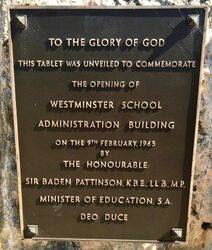 TO THE GLORY OF GOD
THIS TABLET WAS UNVEILED TO COMMEMORATE
THE OPENING OF
WESTMINSTER SCHOOL
ADMINISTRATION BUILDING
ON THE 9TH FEBRUARY, 1965
BY
THE HONOURABLE
SIR BADEN PATTINSON, K.B.E., LL.B., M.P.
MINISTER OF EDUCATION, S.A.
DEO DUCE